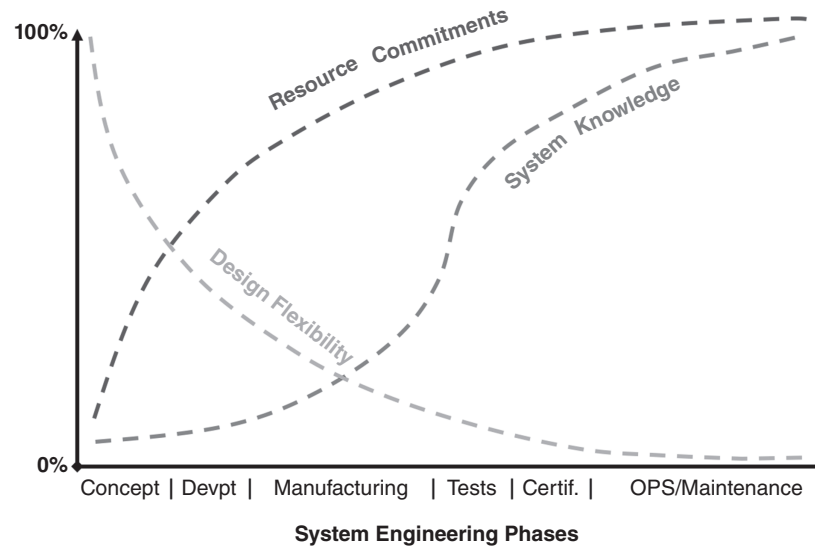 100%
Resource Commitments
System Knowledge
Design Flexibility
0%
Concept | Devpt | Manufacturing | Tests | Certif. | OPS/Maintenance
System Engineering Phases